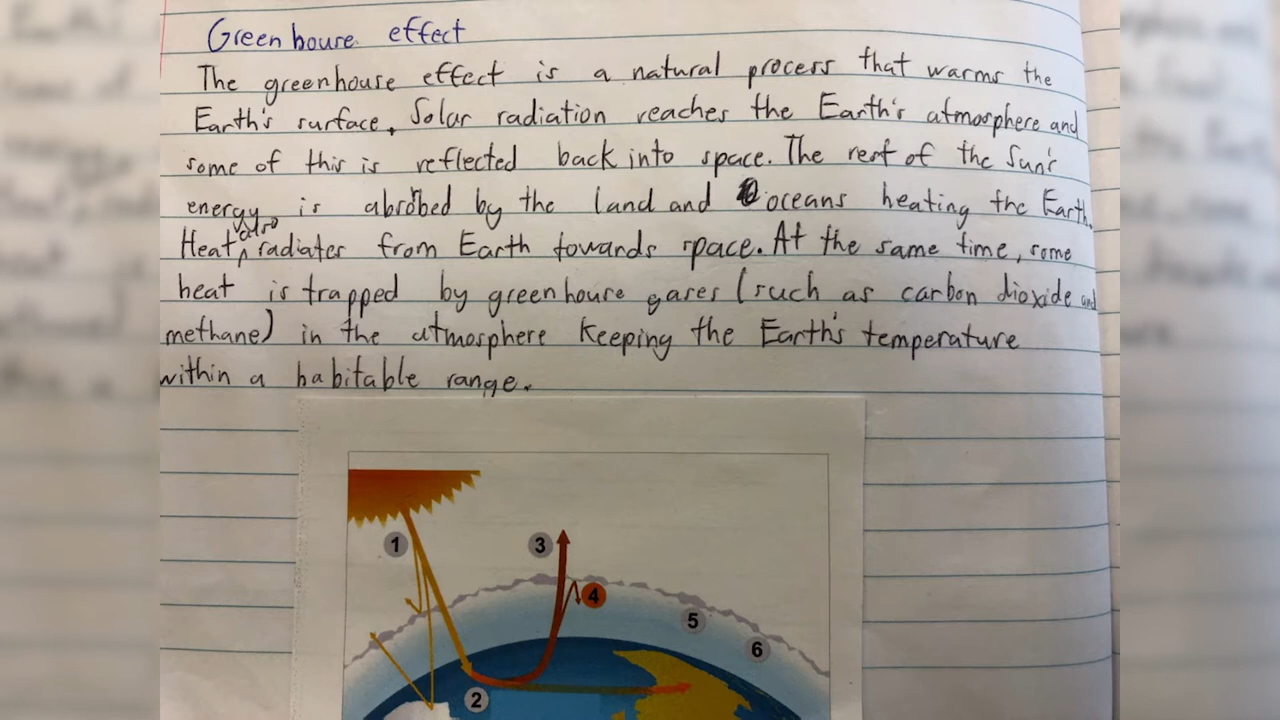 Greenhouse effect
The greenhouse effect is a natural process that warms the
Earth's surface. Solar radiation reaches the Earth's atmosphere and
some of this is reflected back into space. The rest of the Sun's
energy is absrobed by the land and oceans heating the Earth.
Heat also radiates from Earth towards space. At the same time, some
heat is trapped by greenhouse gases (such as carbon dioxide and
methane) in the atmosphere keeping the Earth's temperature
within a habitable range.
1
3
4
5
6
2